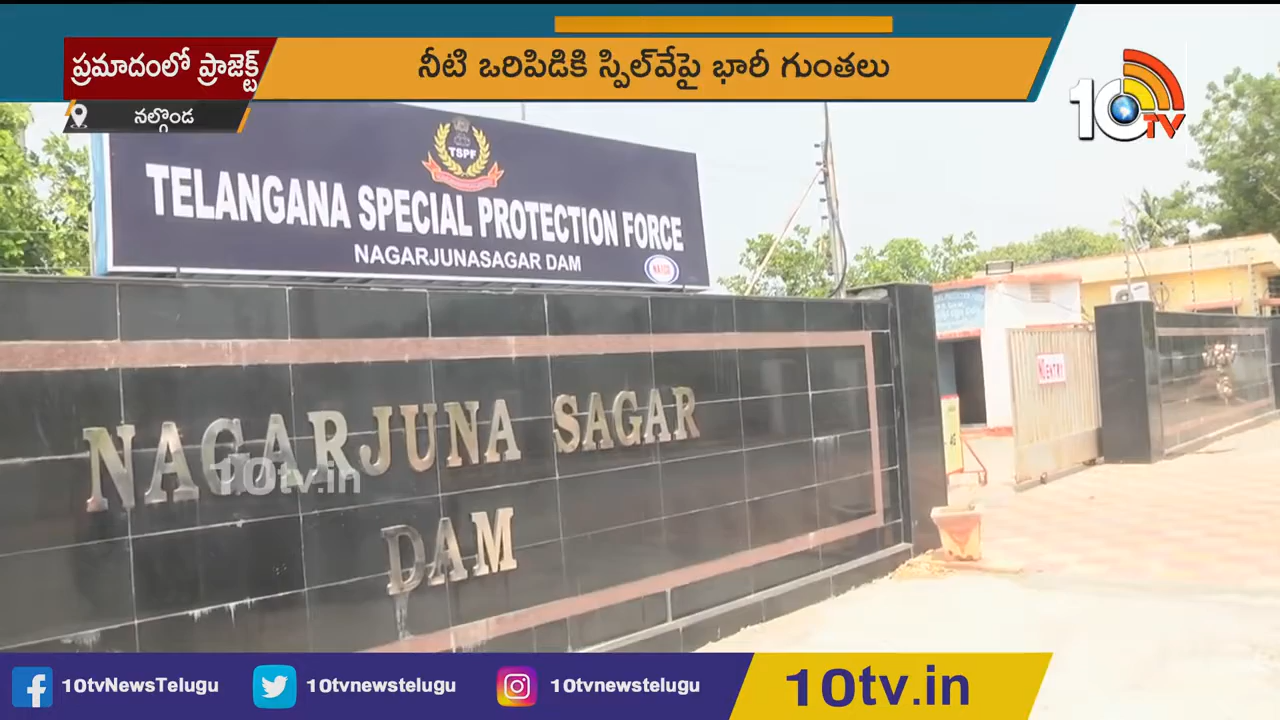 ప్రమాదంలో ప్రాజెక్ట్
నీటి ఒరిపిడికి స్పిల్‌వేపై భారీ గుంతలు
నల్గొండ
10TV
TSPF
TELANGANA SPECIAL PROTECTION FORCE
NAGARJUNASAGAR DAM
NO ENTRY
NAGARJUNA SAGAR
DAM
10tv.in
10tvNewsTelugu
10tvnewstelugu
10tvnewstelugu
10tv.in